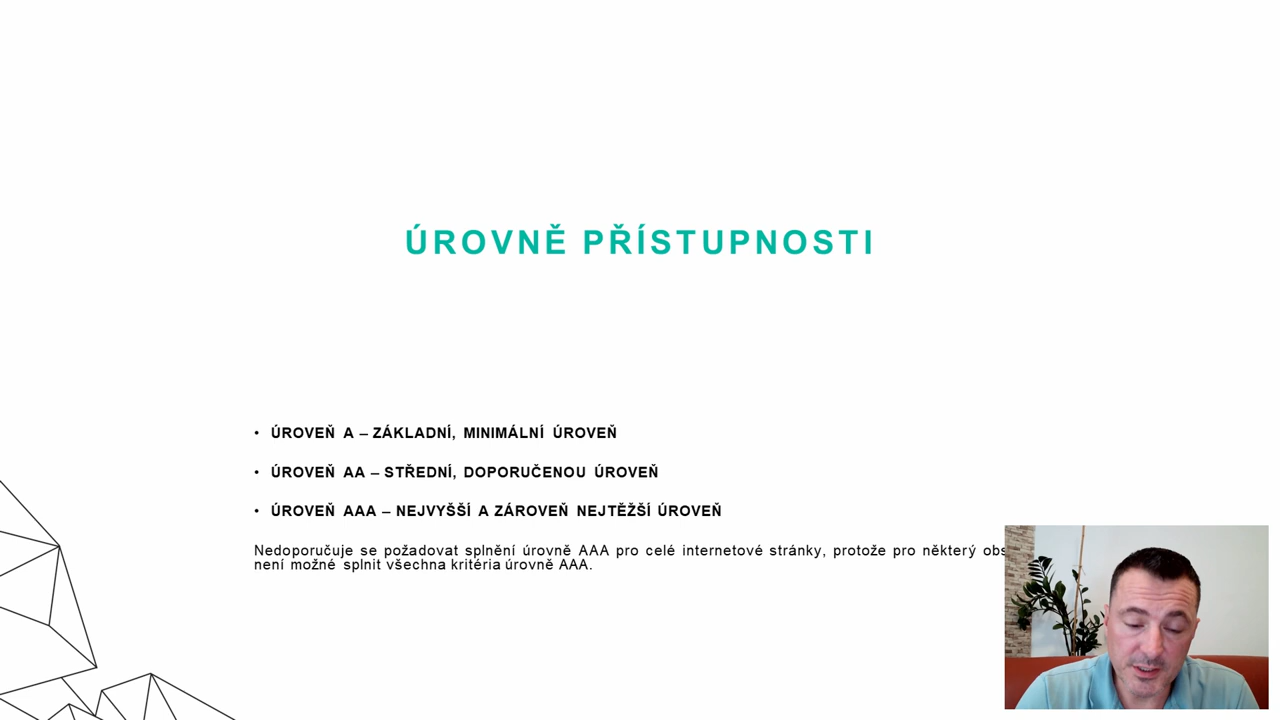 ÚROVNĚ PŘÍSTUPNOSTI
• ÚROVEŇ A – ZÁKLADNÍ, MINIMÁLNÍ ÚROVEŇ
• ÚROVEŇ AA – STŘEDNÍ, DOPORUČENOU ÚROVEŇ
• ÚROVEŇ AAA – NEJVYŠŠÍ A ZÁROVEŇ NEJTĚŽŠÍ ÚROVEŇ
Nedoporučuje se požadovat splnění úrovně AAA pro celé internetové stránky, protože pro některý
není možné splnit všechna kritéria úrovně AAA.